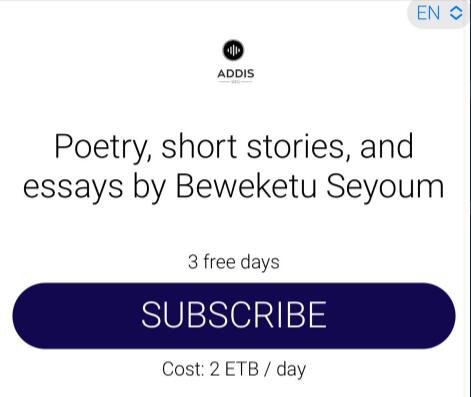 EN
ADDIS
Poetry, short stories, and
essays by Beweketu Seyoum
3 free days
SUBSCRIBE
Cost: 2 ETB / day